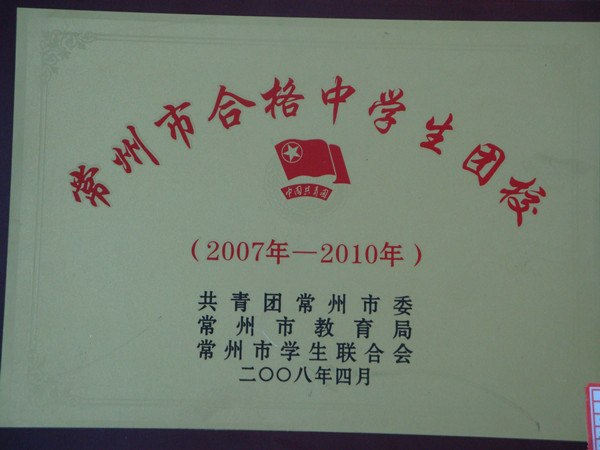 常州市合格中学生团校
中国共青团
（2007年—2010年）
共青团常州市委
常州市教育局
常州市学生联合会
二〇〇八年四月